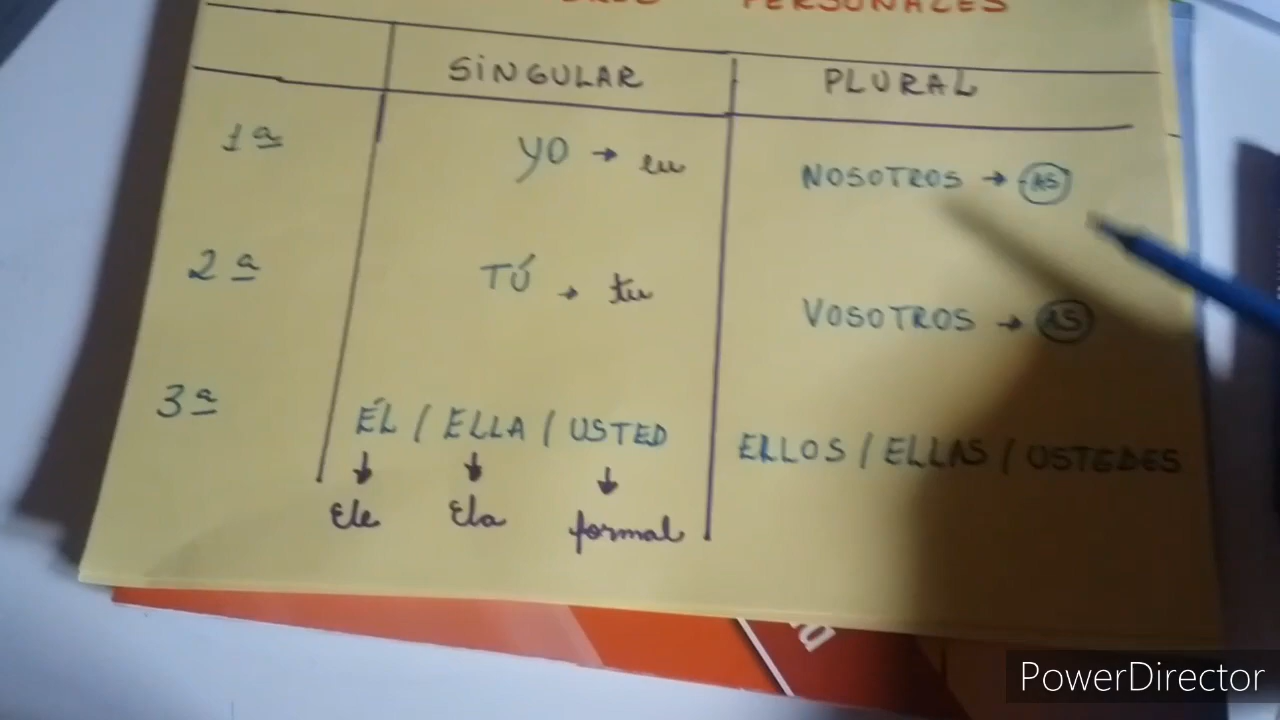 PERSONALES
SINGULAR PLURAL
1ª YO → eu NOSOTROS → AS
2ª TÚ → tu VOSOTROS → AS
3ª ÉL / ELLA / USTED ELLOS / ELLAS / USTEDES
Ele Ela formal
PowerDirector